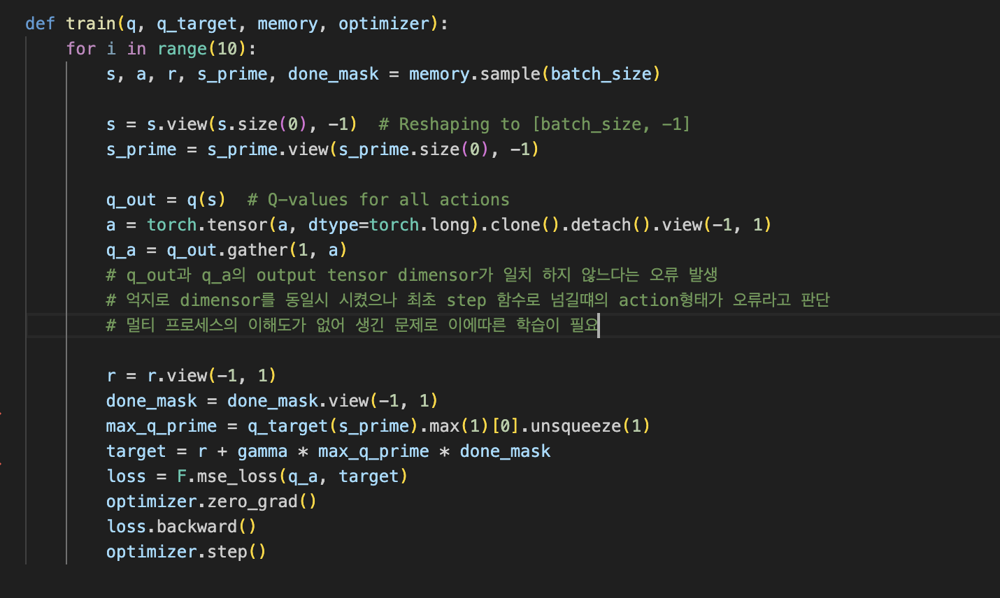 def train(q, q_target, memory, optimizer):
    for i in range(10):
        s, a, r, s_prime, done_mask = memory.sample(batch_size)

        s = s.view(s.size(0), -1)  # Reshaping to [batch_size, -1]
        s_prime = s_prime.view(s_prime.size(0), -1)

        q_out = q(s)  # Q-values for all actions
        a = torch.tensor(a, dtype=torch.long).clone().detach().view(-1, 1)
        q_a = q_out.gather(1, a)
        # q_out과 q_a의 output tensor dimensor가 일치 하지 않느다는 오류 발생
        # 억지로 dimensor를 동일시 시켰으나 최초 step 함수로 넘길떄의 action형태가 오류라고 판단
        # 멀티 프로세스의 이해도가 없어 생긴 문제로 이에따른 학습이 필요

        r = r.view(-1, 1)
        done_mask = done_mask.view(-1, 1)
        max_q_prime = q_target(s_prime).max(1)[0].unsqueeze(1)
        target = r + gamma * max_q_prime * done_mask
        loss = F.mse_loss(q_a, target)
        optimizer.zero_grad()
        loss.backward()
        optimizer.step()